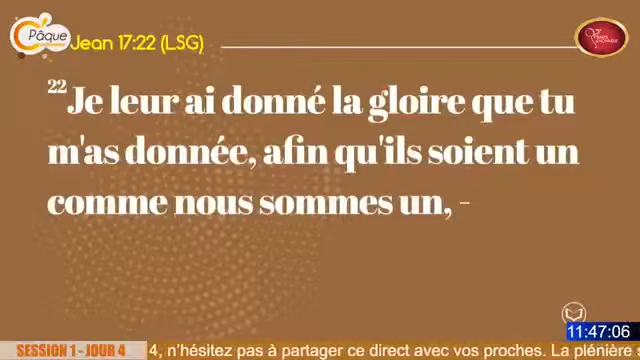 Pâque
Jean 17:22 (LSG)
22Je leur ai donné la gloire que tu
m'as donnée, afin qu'ils soient un
comme nous sommes un, -
11:47:06
SESSION 1 - JOUR 4
4, n'hésitez pas à partager ce direct avec vos proches. La plénière